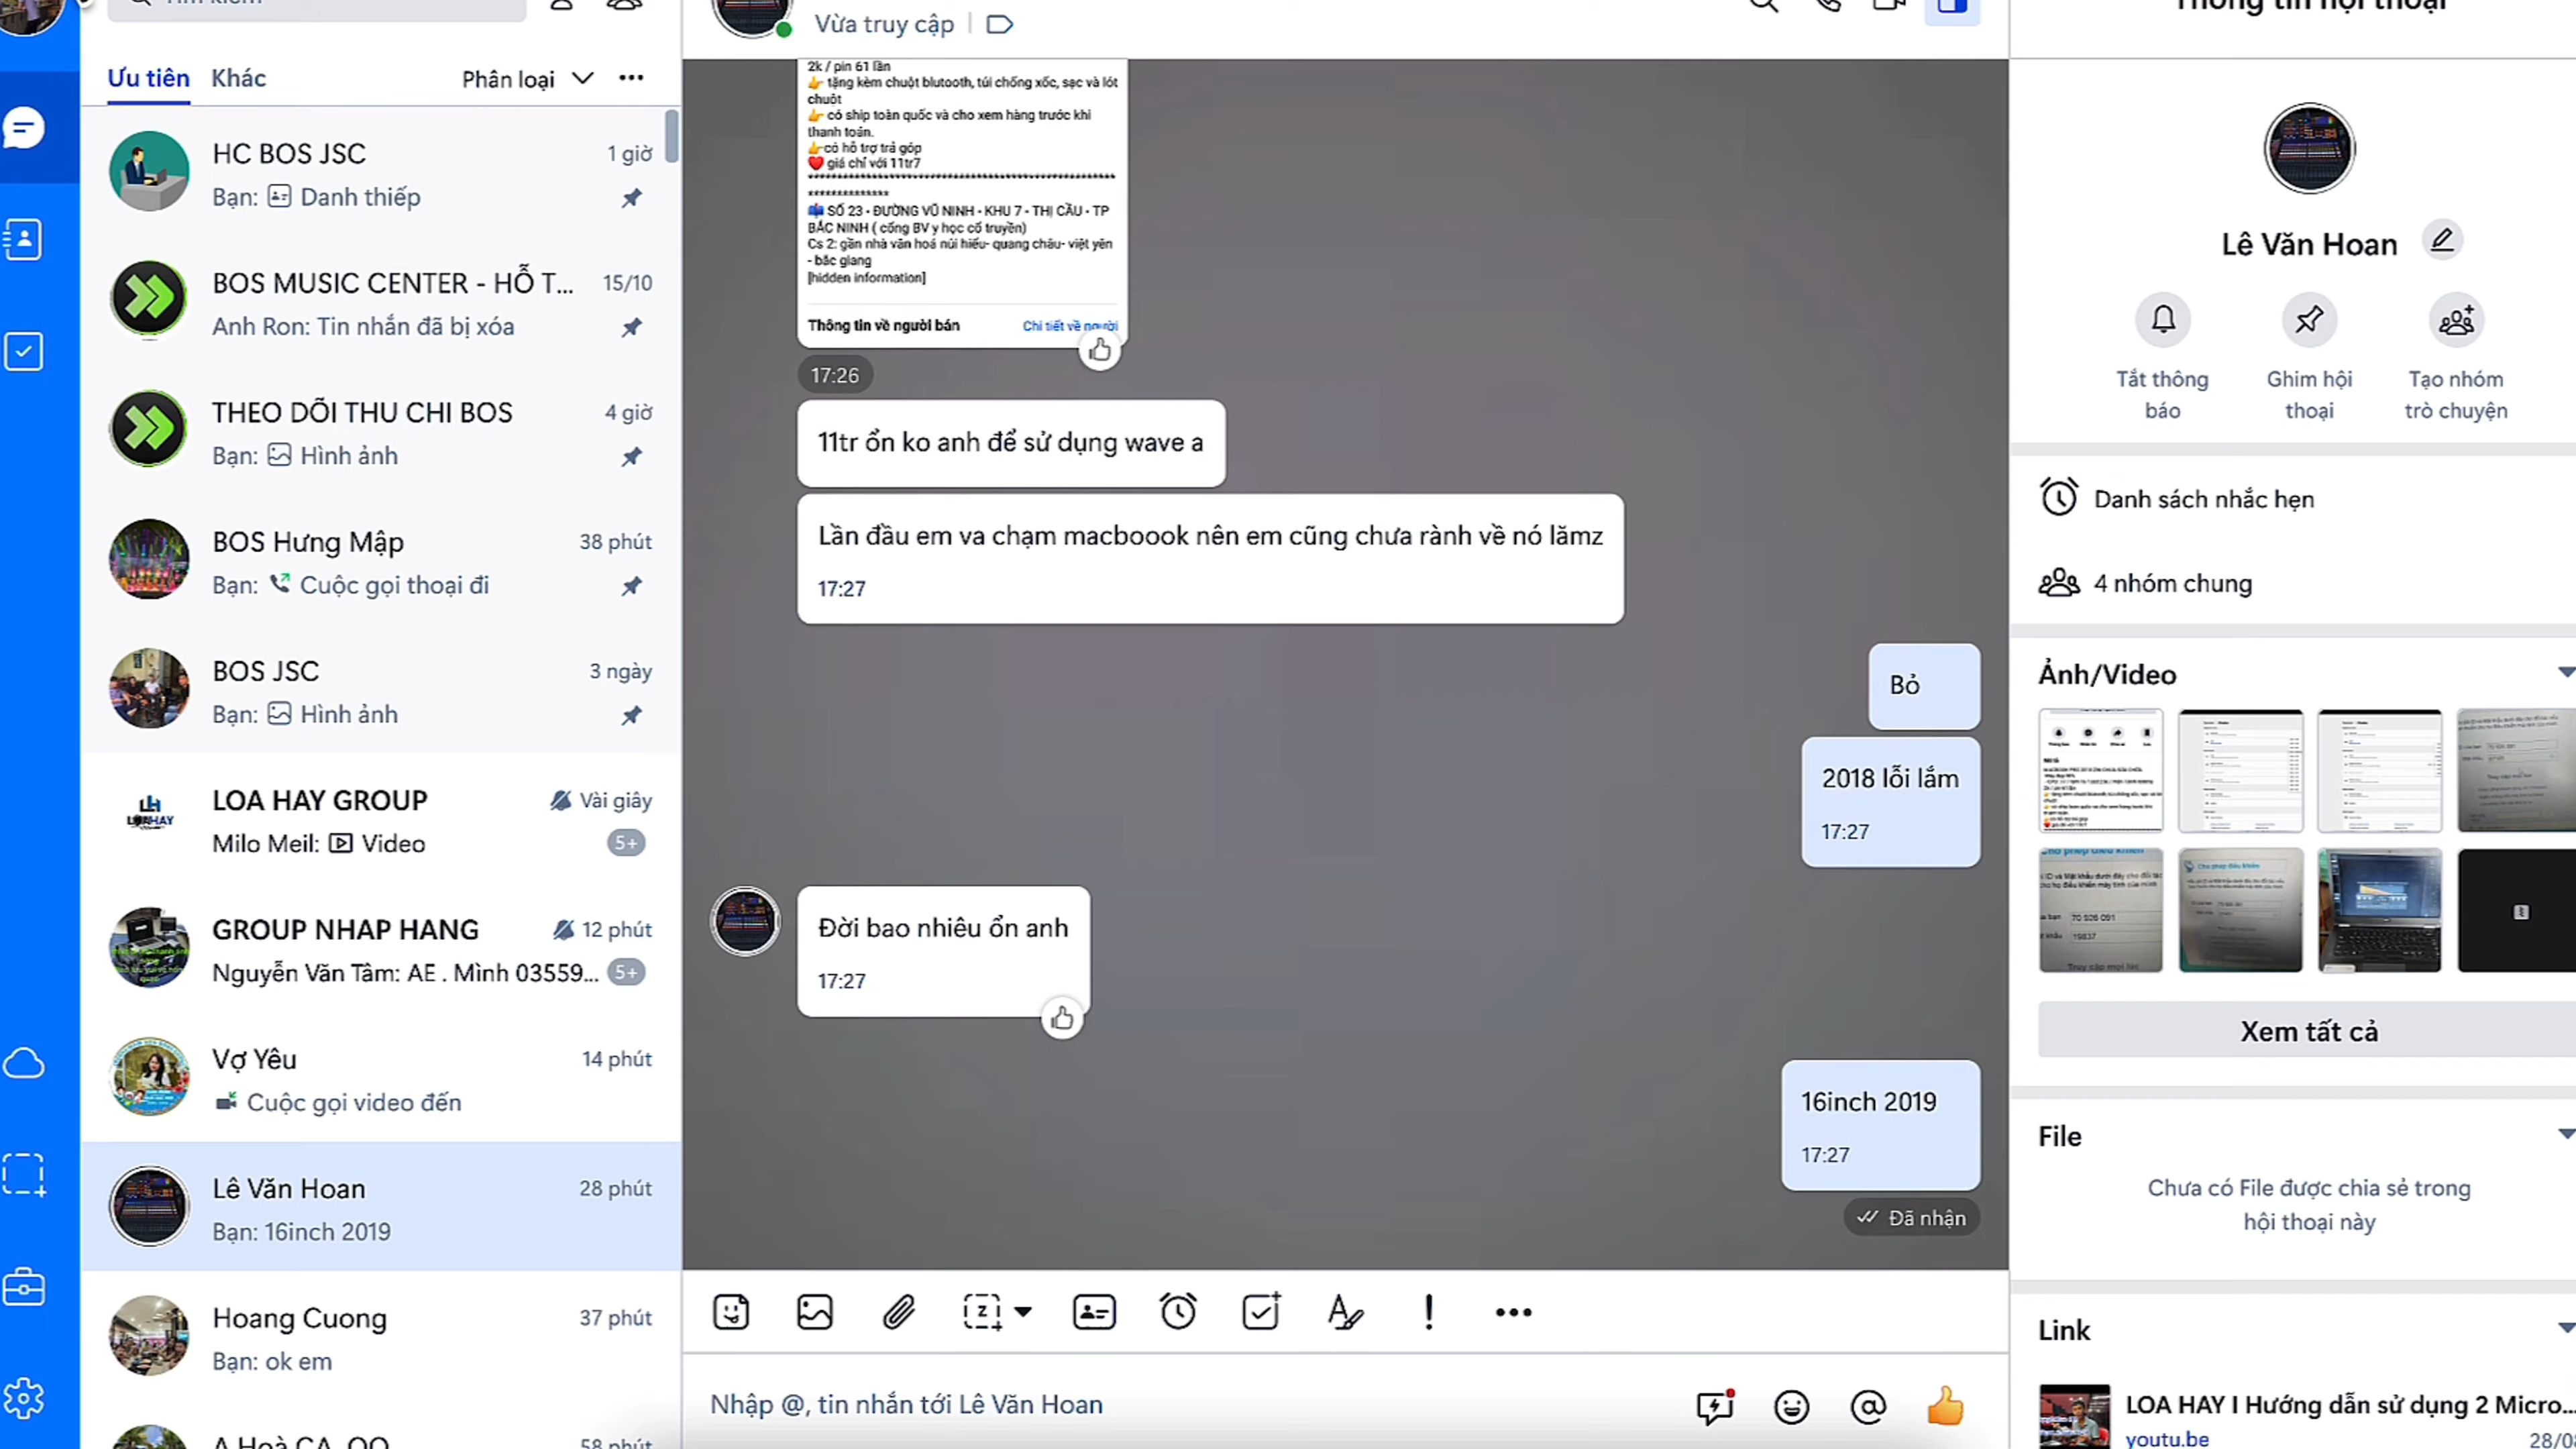 Vừa truy cập
Ưu tiên
Khác
Phân loại
HC BOS JSC
1 giờ
Bạn: Danh thiếp
BOS MUSIC CENTER - HỖ T...
15/10
Anh Ron: Tin nhắn đã bị xóa
THEO DÕI THU CHI BOS
4 giờ
Bạn: Hình ảnh
BOS Hưng Mập
38 phút
Bạn: Cuộc gọi thoại đi
BOS JSC
3 ngày
Bạn: Hình ảnh
LOA HAY GROUP
Vài giây
Milo Meil: Video
5+
GROUP NHAP HANG
12 phút
Nguyễn Văn Tâm: AE . Mình 03559...
5+
Vợ Yêu
14 phút
Cuộc gọi video đến
Lê Văn Hoan
28 phút
Bạn: 16inch 2019
Hoang Cuong
37 phút
Bạn: ok em
58 phút
2k / pin 61 lần
👉 tặng kèm chuột blutooth, túi chống xốc, sạc và lót
chuột
👉 có ship toàn quốc và cho xem hàng trước khi
thanh toán.
👉có hỗ trợ trả góp
❤️ giá chỉ với 11tr7
📫 SỐ 23 - ĐƯỜNG VŨ NINH - KHU 7 - THỊ CẦU - TP
BẮC NINH ( cổng BV y học cổ truyền)
Cs 2: gần nhà văn hoá núi hiểu- quang châu- việt yên
- bắc giang
[hidden information]
Thông tin về người bán
Chi tiết về người
17:26
11tr ổn ko anh để sử dụng wave a
Lần đầu em va chạm macboook nên em cũng chưa rành về nó lămz
17:27
Bỏ
2018 lỗi lắm
17:27
Đời bao nhiêu ổn anh
17:27
16inch 2019
17:27
Đã nhận
Nhập @, tin nhắn tới Lê Văn Hoan
Thông tin hội thoại
Lê Văn Hoan
Tắt thông
báo
Ghim hội
thoại
Tạo nhóm
trò chuyện
Danh sách nhắc hẹn
4 nhóm chung
Ảnh/Video
Xem tất cả
File
Chưa có File được chia sẻ trong
hội thoại này
Link
LOA HAY I Hướng dẫn sử dụng 2 Micro...
youtu.be